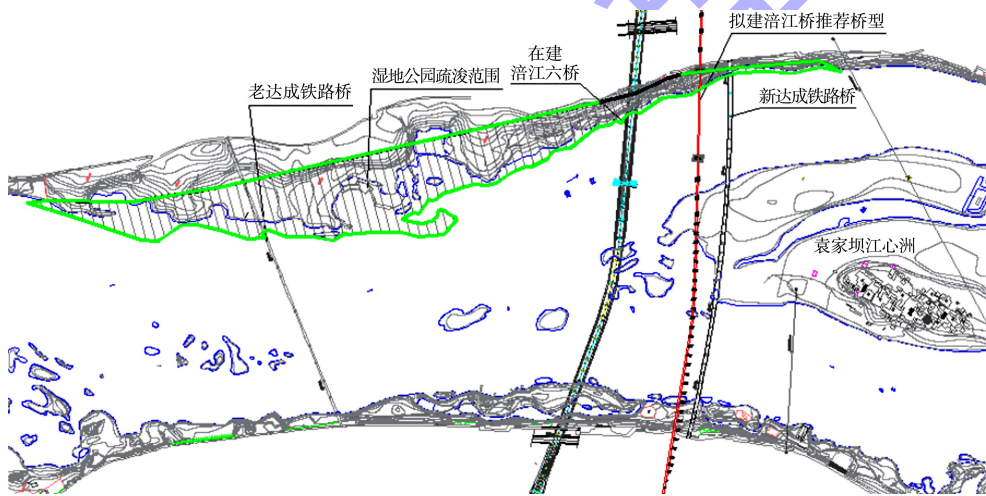 拟建涪江桥推荐桥型
在建
涪江六桥
湿地公园疏浚范围
老达成铁路桥
新达成铁路桥
袁家坝江心洲